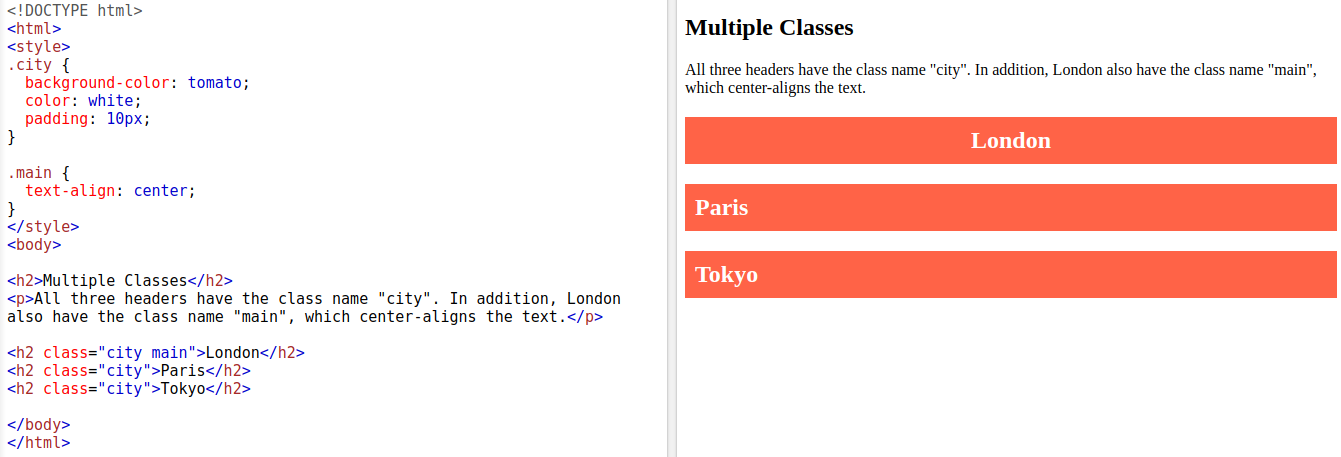 <!DOCTYPE html>
<html>
<style>
.city {
  background-color: tomato;
  color: white;
  padding: 10px;
}

.main {
  text-align: center;
}
</style>
<body>

<h2>Multiple Classes</h2>
<p>All three headers have the class name "city". In addition, London
also have the class name "main", which center-aligns the text.</p>

<h2 class="city main">London</h2>
<h2 class="city">Paris</h2>
<h2 class="city">Tokyo</h2>

</body>
</html>
Multiple Classes
All three headers have the class name "city". In addition, London also have the class name "main",
which center-aligns the text.
London
Paris
Tokyo